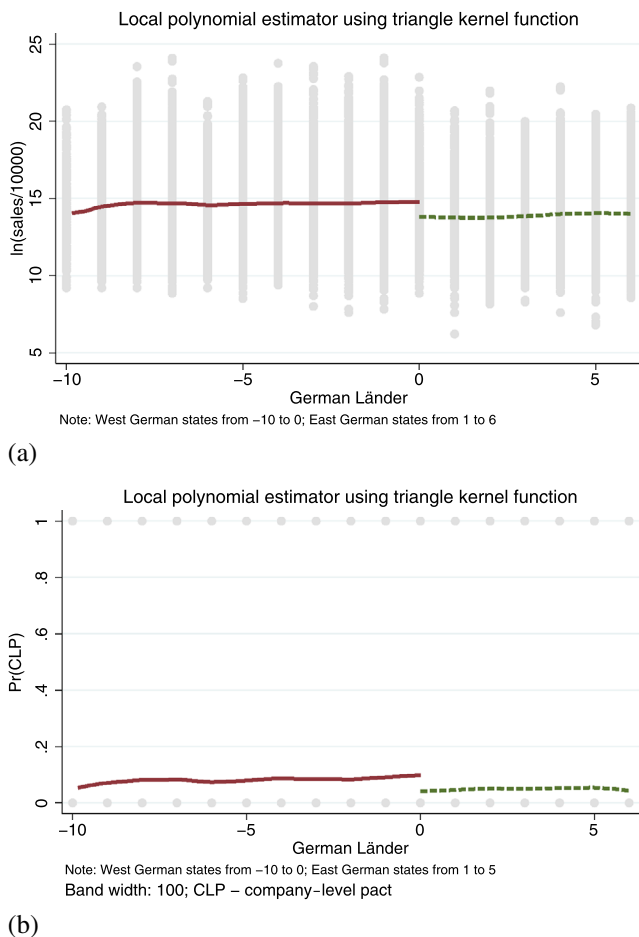 Local polynomial estimator using triangle kernel function
25
20
15
10
5
ln(sales/10000)
−10
−5
0
5
German Länder
Note: West German states from −10 to 0; East German states from 1 to 6
(a)
Local polynomial estimator using triangle kernel function
1
.8
.6
.4
.2
0
Pr(CLP)
−10
−5
0
5
German Länder
Note: West German states from −10 to 0; East German states from 1 to 5
Band width: 100; CLP − company−level pact
(b)